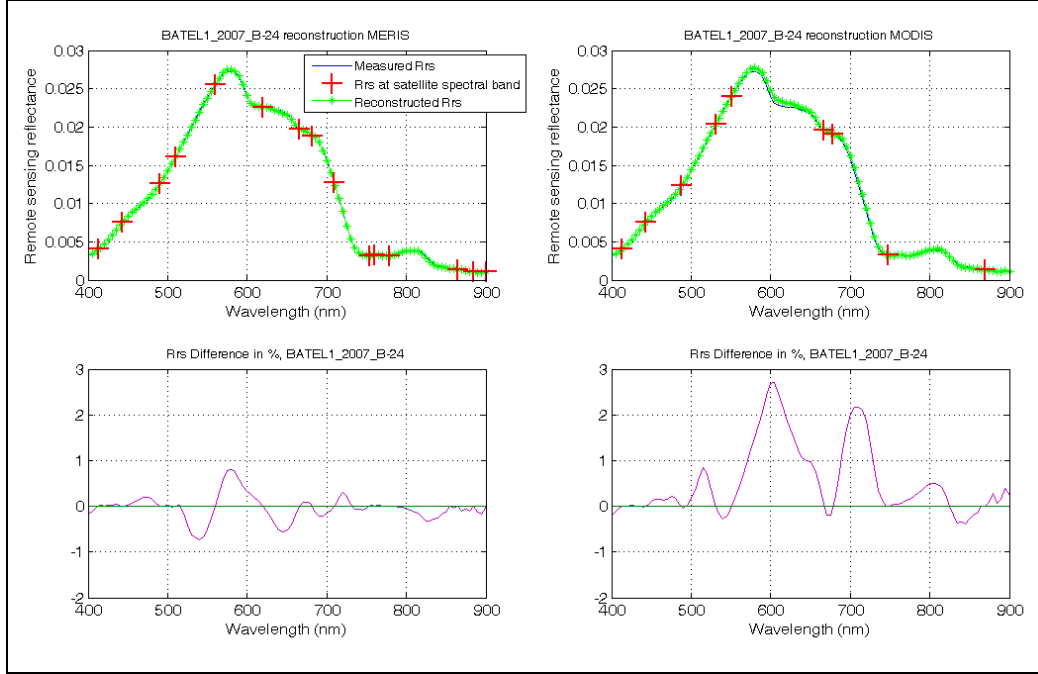 BATEL1_2007_B-24 reconstruction MERIS
0.03
0.025
0.02
0.015
0.01
0.005
0
Remote sensing reflectance
Measured Rrs
Rrs at satellite spectral band
Reconstructed Rrs
400 500 600 700 800 900
Wavelength (nm)
BATEL1_2007_B-24 reconstruction MODIS
0.03
0.025
0.02
0.015
0.01
0.005
0
Remote sensing reflectance
400 500 600 700 800 900
Wavelength (nm)
Rrs Difference in %, BATEL1_2007_B-24
3
2
1
0
-1
-2
400 500 600 700 800 900
Wavelength (nm)
Rrs Difference in %, BATEL1_2007_B-24
3
2
1
0
-1
-2
400 500 600 700 800 900
Wavelength (nm)